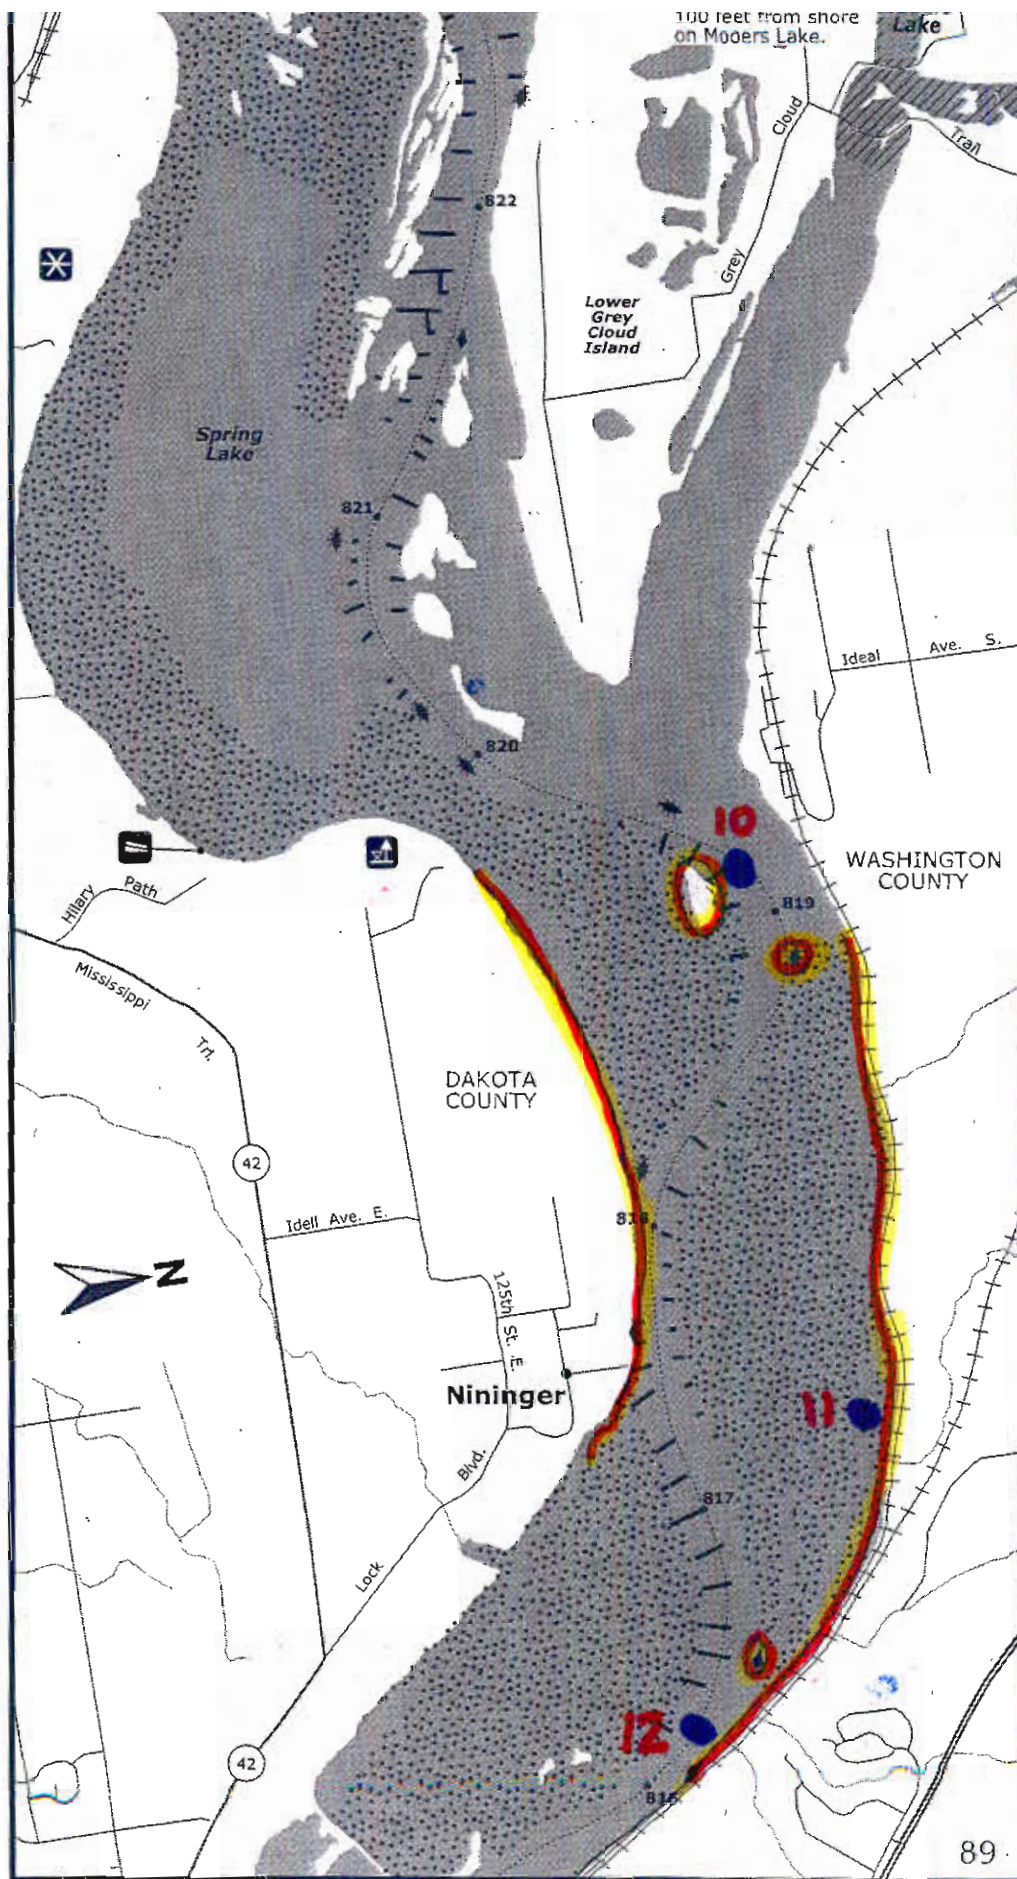 100 feet from shore
on Mooers Lake.
Lake
Cloud
Trail
822
Grey
Lower
Grey
Cloud
Island
Spring
Lake
821
Ideal Ave. S.
820
10
WASHINGTON
COUNTY
819
Hilary Path
Mississippi
Trl.
DAKOTA
COUNTY
42
818
Idell Ave. E.
N
125th St. E.
Nininger
11
Blvd.
817
Lock
12
42
89